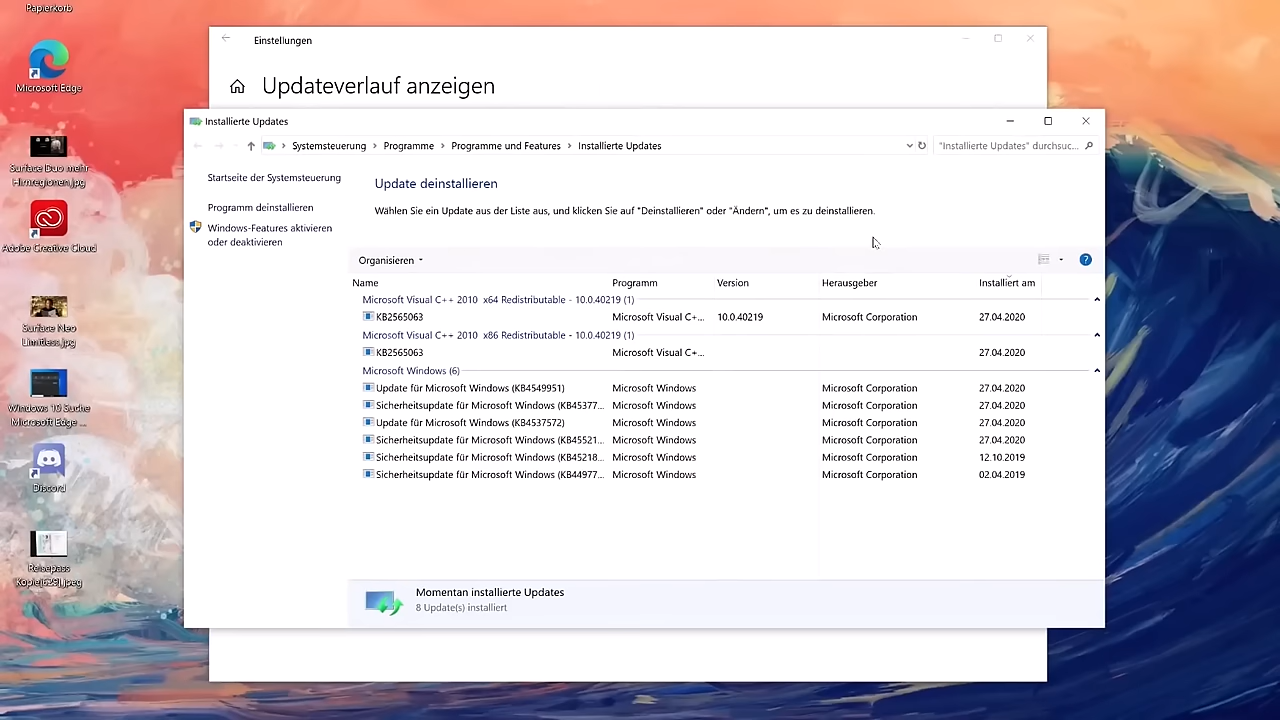 Papierkorb
Microsoft Edge
Surface Duo mehr
Hirnregionen.jpg
Adobe Creative Cloud
Surface Neo
Limitless.jpg
Windows 10 Suche
Microsoft Edge ...
Discord
Reisepass
Einstellungen
Updateverlauf anzeigen
Installierte Updates
Systemsteuerung > Programme > Programme und Features > Installierte Updates
"Installierte Updates" durchsuc...
Startseite der Systemsteuerung
Programm deinstallieren
Windows-Features aktivieren
oder deaktivieren
Update deinstallieren
Wählen Sie ein Update aus der Liste aus, und klicken Sie auf "Deinstallieren" oder "Ändern", um es zu deinstallieren.
Organisieren
?
Name Programm Version Herausgeber Installiert am
Microsoft Visual C++ 2010 x64 Redistributable - 10.0.40219 (1)
KB2565063 Microsoft Visual C+... 10.0.40219 Microsoft Corporation 27.04.2020
Microsoft Visual C++ 2010 x86 Redistributable - 10.0.40219 (1)
KB2565063 Microsoft Visual C+... 27.04.2020
Microsoft Windows (6)
Update für Microsoft Windows (KB4549951) Microsoft Windows Microsoft Corporation 27.04.2020
Sicherheitsupdate für Microsoft Windows (KB45377... Microsoft Windows Microsoft Corporation 27.04.2020
Update für Microsoft Windows (KB4537572) Microsoft Windows Microsoft Corporation 27.04.2020
Sicherheitsupdate für Microsoft Windows (KB45521... Microsoft Windows Microsoft Corporation 27.04.2020
Sicherheitsupdate für Microsoft Windows (KB45218... Microsoft Windows Microsoft Corporation 12.10.2019
Sicherheitsupdate für Microsoft Windows (KB44977... Microsoft Windows Microsoft Corporation 02.04.2019
Momentan installierte Updates
8 Update(s) installiert